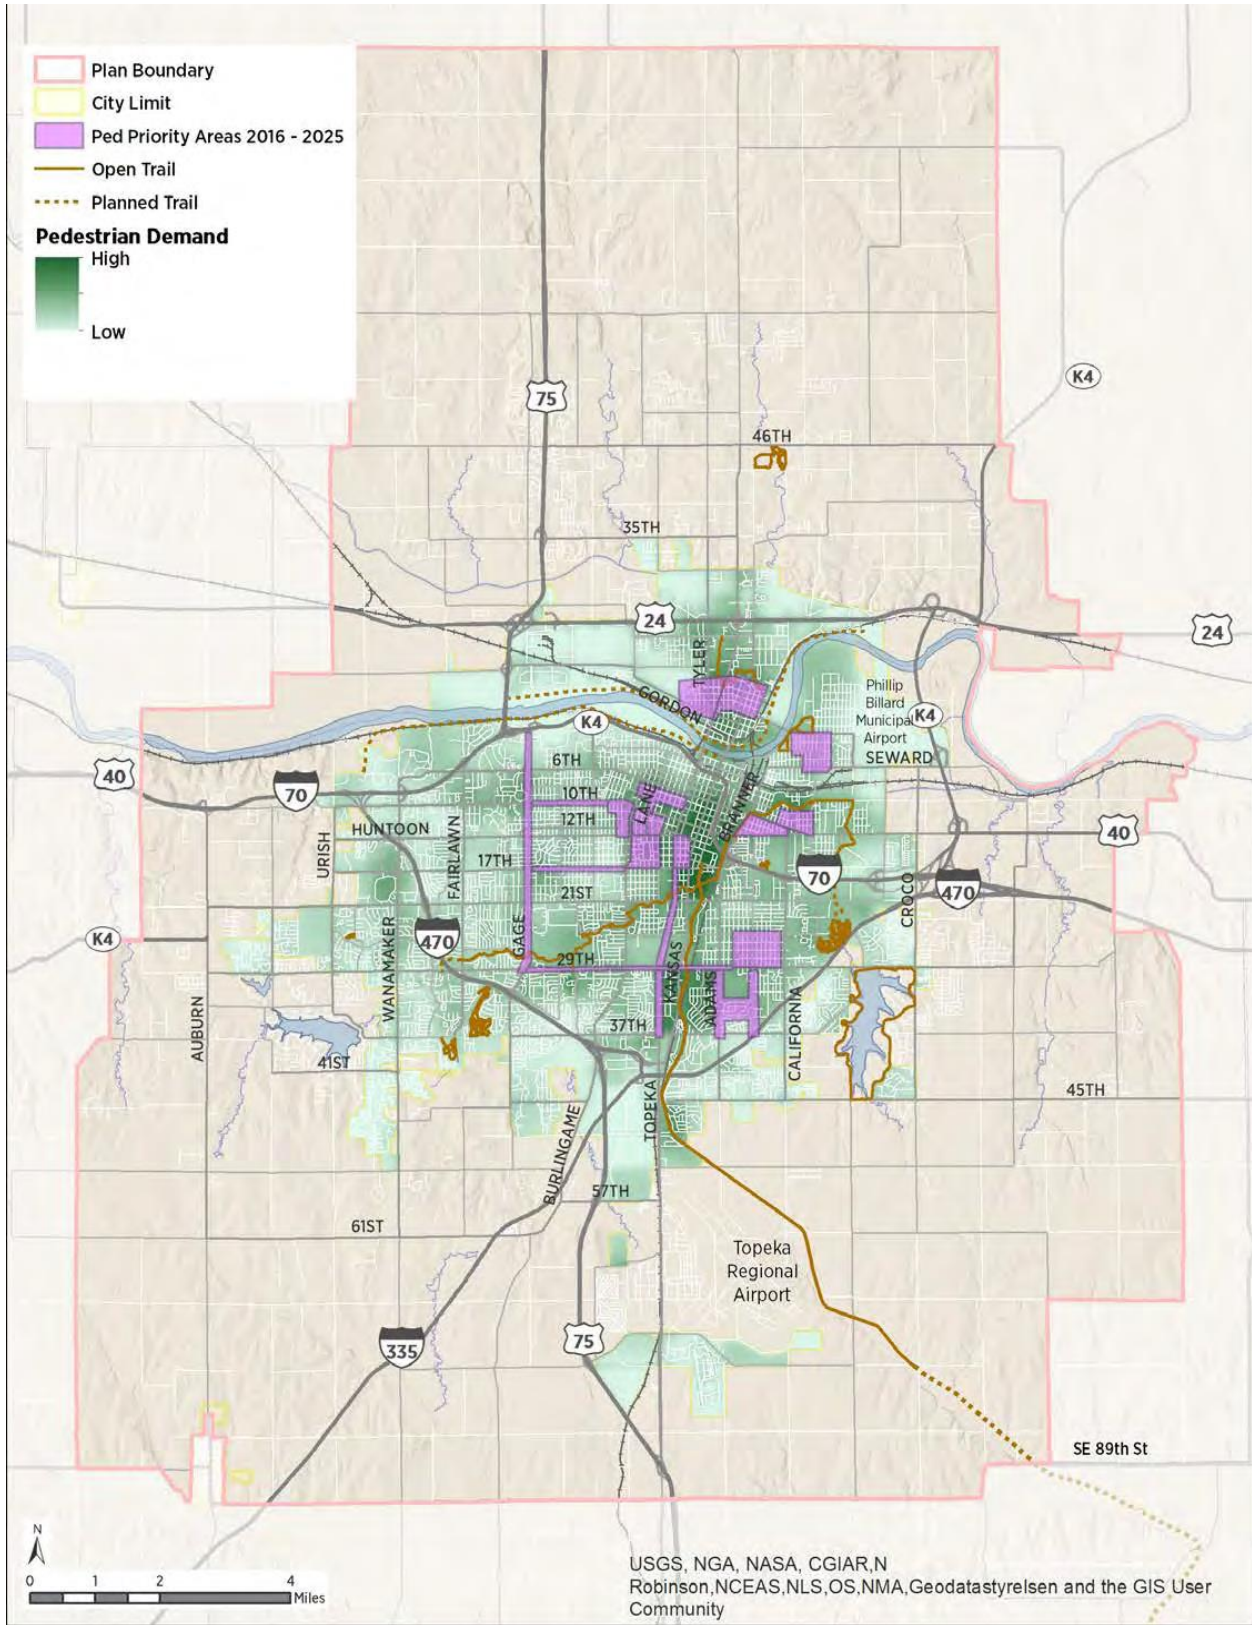 Plan Boundary
City Limit
Ped Priority Areas 2016 - 2025
Open Trail
Planned Trail
Pedestrian Demand
High
Low
75
K4
46TH
35TH
24
24
TYLER
GORDON
Phillip
Billard
Municipal
Airport
K4
K4
6TH
SEWARD
40
70
10TH
LANE
BRANNER
12TH
HUNTOON
40
URISH
FAIRLAWN
17TH
70
21ST
470
CROCO
K4
WANAMAKER
470
GAGE
29TH
KANSAS
ADAMS
AUBURN
37TH
CALIFORNIA
41ST
45TH
TOPEKA
BURLINGAME
57TH
61ST
Topeka
Regional
Airport
335
75
SE 89th St
N
0 1 2 4
Miles
USGS, NGA, NASA, CGIAR,N
Robinson,NCEAS,NLS,OS,NMA,Geodatastyrelsen and the GIS User
Community